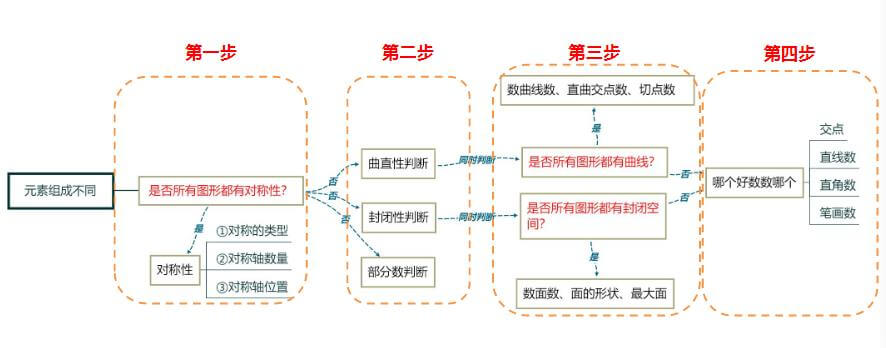 第一步
第二步
第三步
第四步
元素组成不同
是否所有图形都有对称性?
是
对称性
①对称的类型
②对称轴数量
③对称轴位置
否
否
否
曲直性判断
封闭性判断
部分数判断
同时判断
同时判断
数曲线数、直曲交点数、切点数
是
是否所有图形都有曲线?
是否所有图形都有封闭空
间?
是
数面数、面的形状、最大面
否
否
哪个好数数哪个
交点
直线数
直角数
笔画数